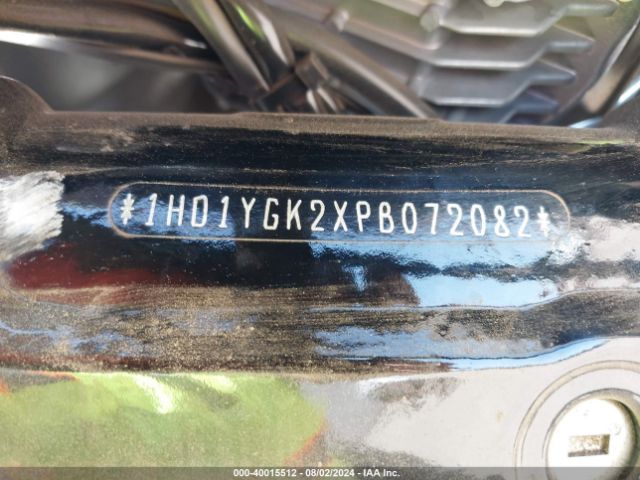 *1HD1YGK2XPB072082*
000-40015512 - 08/02/2024 - IAA Inc.